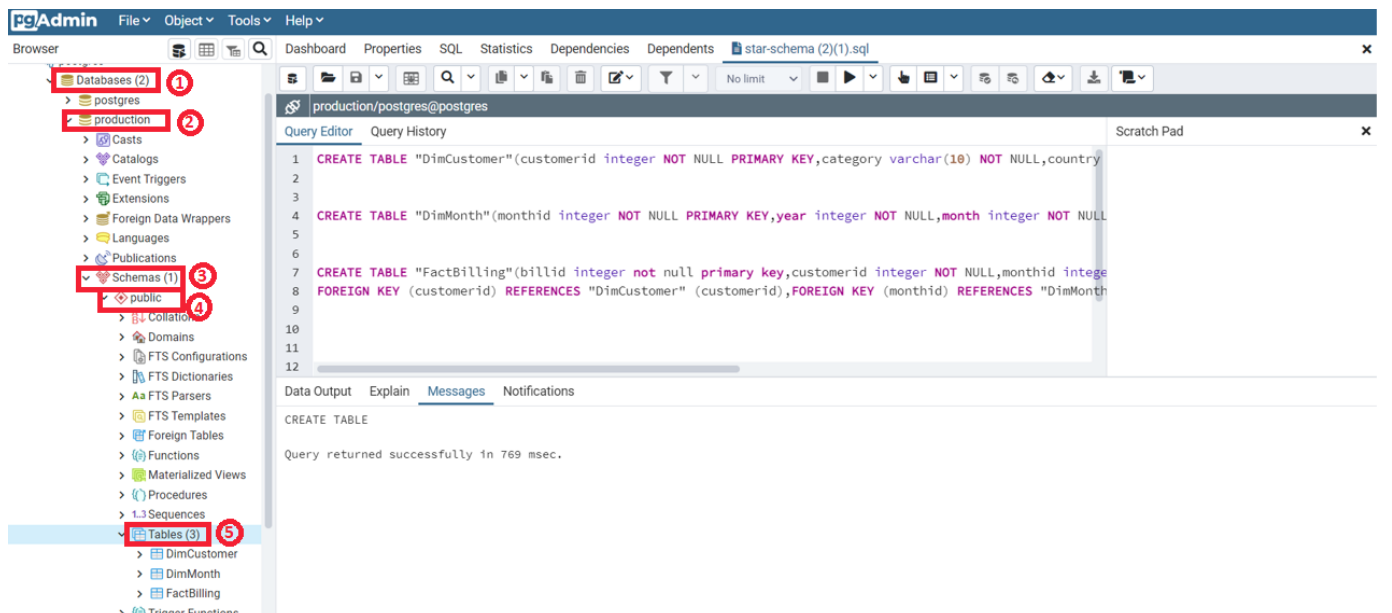 pgAdmin File Object Tools Help
Browser
Dashboard Properties SQL Statistics Dependencies Dependents star-schema (2)(1).sql
Databases (2) 1
postgres
production 2
Casts
Catalogs
Event Triggers
Extensions
Foreign Data Wrappers
Languages
Publications
Schemas (1) 3
public 4
Collation
Domains
FTS Configurations
FTS Dictionaries
Aa FTS Parsers
FTS Templates
Foreign Tables
Functions
Materialized Views
Procedures
1..3 Sequences
Tables (3) 5
DimCustomer
DimMonth
FactBilling
Trigger Functions
No limit
production/postgres@postgres
Query Editor Query History
Scratch Pad
1 CREATE TABLE "DimCustomer"(customerid integer NOT NULL PRIMARY KEY,category varchar(10) NOT NULL,country
2
3
4 CREATE TABLE "DimMonth"(monthid integer NOT NULL PRIMARY KEY,year integer NOT NULL,month integer NOT NULL
5
6
7 CREATE TABLE "FactBilling"(billid integer not null primary key,customerid integer NOT NULL,monthid intege
8 FOREIGN KEY (customerid) REFERENCES "DimCustomer" (customerid),FOREIGN KEY (monthid) REFERENCES "DimMonth
9
10
11
12
Data Output Explain Messages Notifications
CREATE TABLE
Query returned successfully in 769 msec.